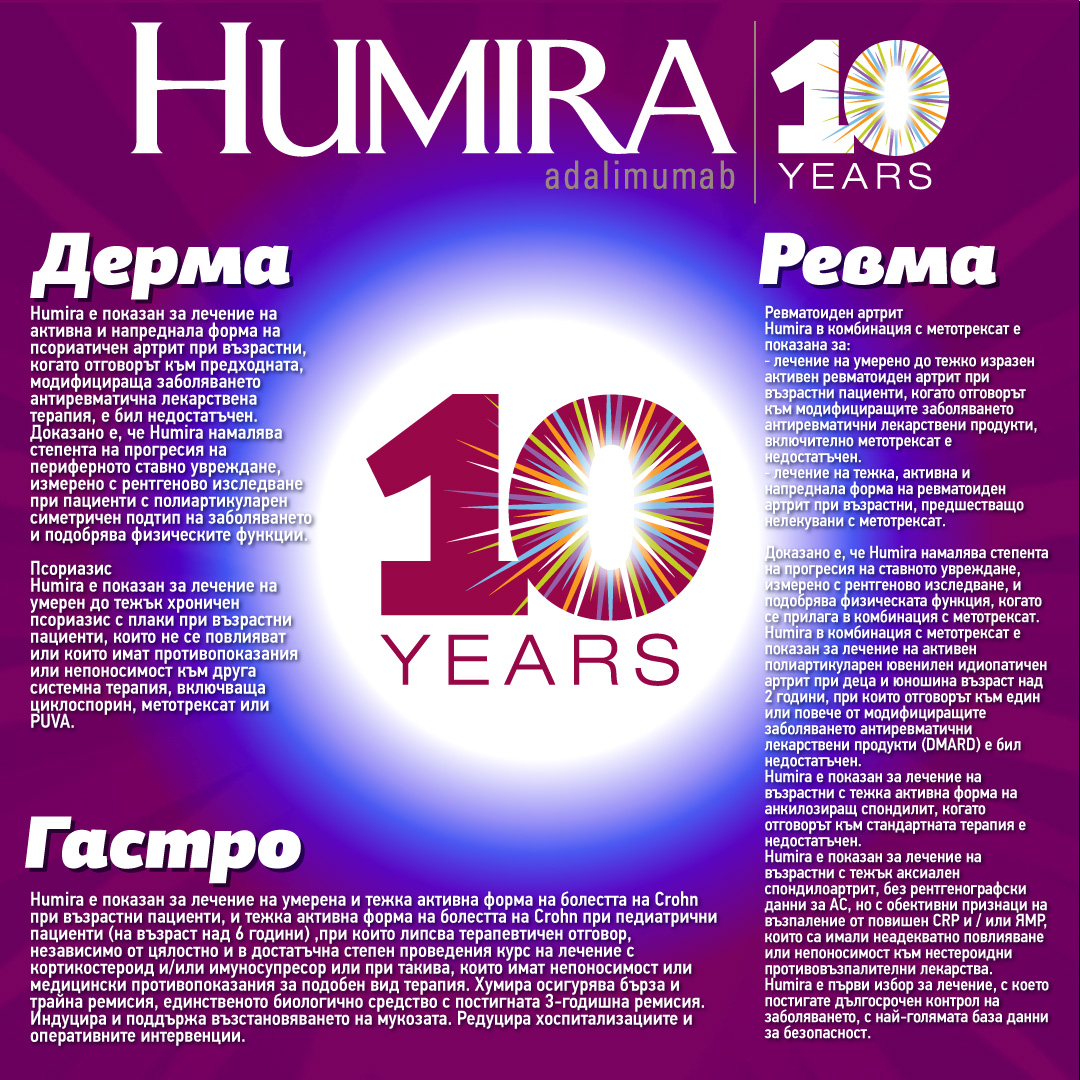 HUMIRA
adalimumab
10
YEARS
Дерма
Humira е показан за лечение на
активна и напреднала форма на
псориатичен артрит при възрастни,
когато отговорът към предходната,
модифицираща заболяването
антиревматична лекарствена
терапия, е бил недостатъчен.
Доказано е, че Humira намалява
степента на прогресия на
периферното ставно увреждане,
измерено с рентгеново изследване
при пациенти с полиартикуларен
симетричен подтип на заболяването
и подобрява физическите функции.
Псориазис
Humira е показан за лечение на
умерен до тежък хроничен
псориазис с плаки при възрастни
пациенти, които не се повлияват
или които имат противопоказания
или непоносимост към друга
системна терапия, включваща
циклоспорин, метотрексат или
PUVA.
10
YEARS
Ревма
Ревматоиден артрит
Humira в комбинация с метотрексат е
показана за:
- лечение на умерено до тежко изразен
активен ревматоиден артрит при
възрастни пациенти, когато отговорът
към модифициращите заболяването
антиревматични лекарствени продукти,
включително метотрексат е
недостатъчен.
- лечение на тежка, активна и
напреднала форма на ревматоиден
артрит при възрастни, предшестващо
нелекувани с метотрексат.
Доказано е, че Humira намалява степента
на прогресия на ставното увреждане,
измерено с рентгеново изследване, и
подобрява физическата функция, когато
се прилага в комбинация с метотрексат.
Humira в комбинация с метотрексат е
показан за лечение на активен
полиартикуларен ювенилен идиопатичен
артрит при деца и юношина възраст над
2 години, при които отговорът към един
или повече от модифициращите
заболяването антиревматични
лекарствени продукти (DMARD) е бил
недостатъчен.
Humira е показан за лечение на
възрастни с тежка активна форма на
анкилозиращ спондилит, когато
отговорът към стандартната терапия е
недостатъчен.
Humira е показан за лечение на
възрастни с тежък аксиален
спондилоартрит, без рентгенографски
данни за АС, но с обективни признаци на
възпаление от повишен CRP и / или ЯМР,
които са имали неадекватно повлияване
или непоносимост към нестероидни
противовъзпалителни лекарства.
Humira е първи избор за лечение, с което
постигате дългосрочен контрол на
заболяването, с най-голямата база данни
за безопасност.
Гастро
Humira е показан за лечение на умерена и тежка активна форма на болестта на Crohn
при възрастни пациенти, и тежка активна форма на болестта на Crohn при педиатрични
пациенти (на възраст над 6 години) ,при които липсва терапевтичен отговор,
независимо от цялостно и в достатъчна степен проведения курс на лечение с
кортикостероид и/или имуносупресор или при такива, които имат непоносимост или
медицински противопоказания за подобен вид терапия. Хумира осигурява бърза и
трайна ремисия, единственото биологично средство с постигната 3-годишна ремисия.
Индуцира и поддържа възстановяването на мукозата. Редуцира хоспитализациите и
оперативните интервенции.